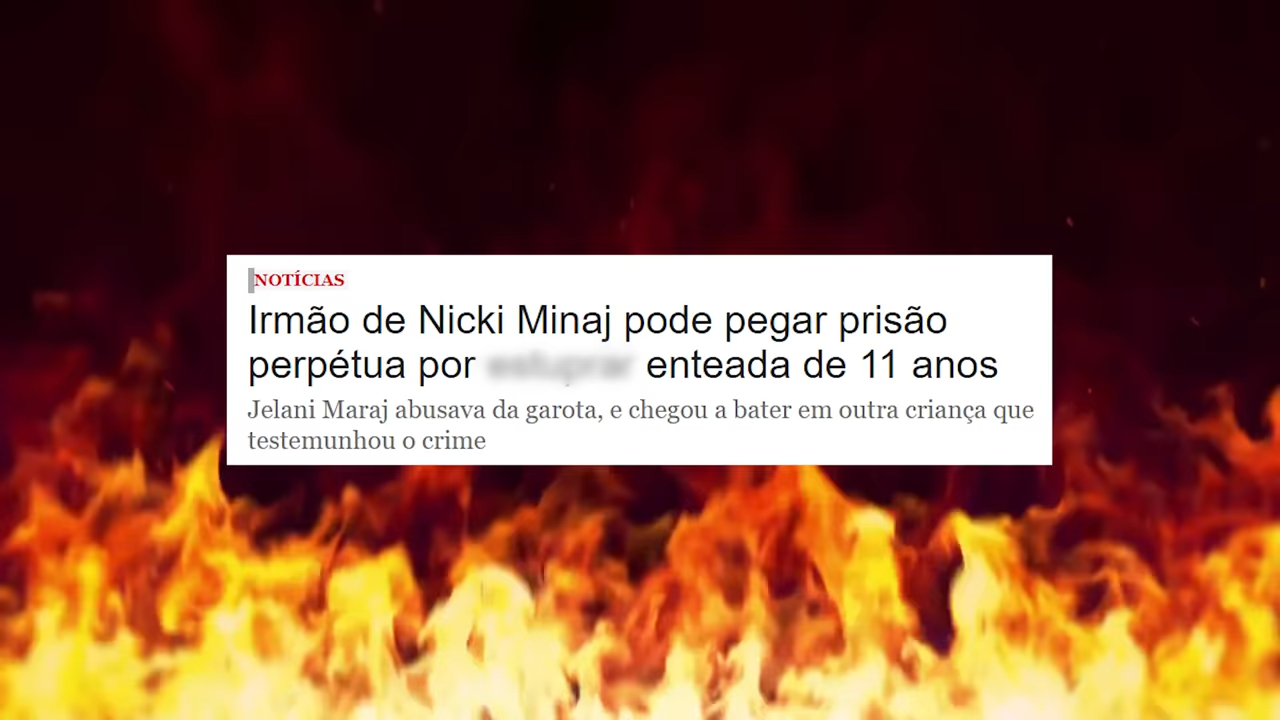 NOTÍCIAS
Irmão de Nicki Minaj pode pegar prisão
perpétua por enteada de 11 anos
Jelani Maraj abusava da garota, e chegou a bater em outra criança que
testemunhou o crime